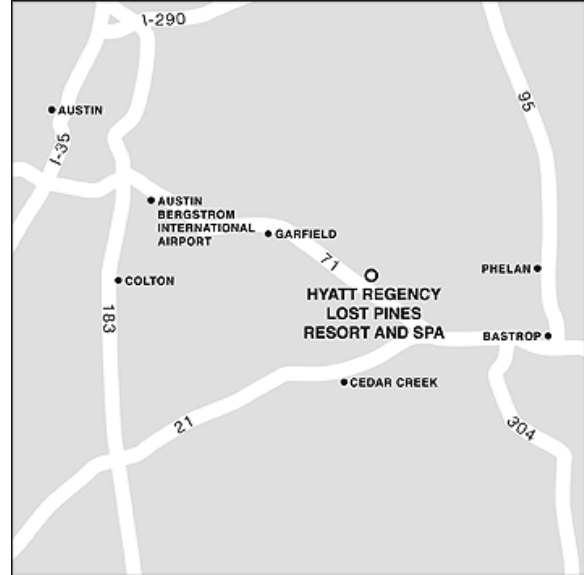 I-290
95
AUSTIN
I-35
AUSTIN
BERGSTROM
INTERNATIONAL
AIRPORT
GARFIELD
71
PHELAN
COLTON
HYATT REGENCY
LOST PINES
RESORT AND SPA
183
BASTROP
CEDAR CREEK
21
304